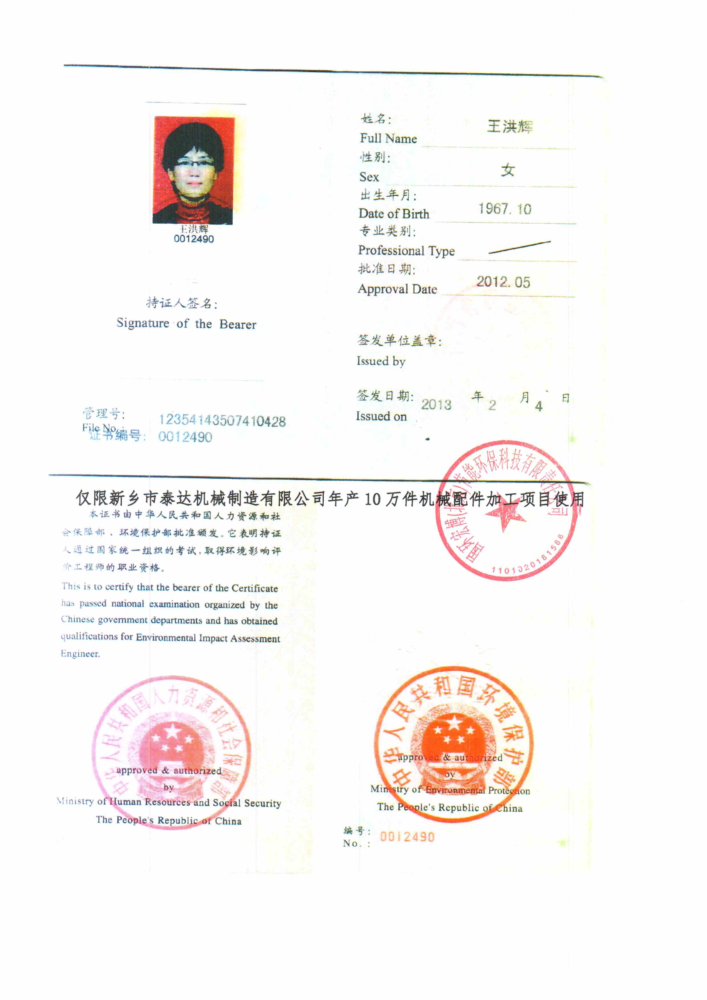 王洪辉
0012490
持证人签名:
Signature of the Bearer
管理号:
File No.:
12354143507410428
证书编号: 0012490
姓名:
Full Name
王洪辉
性别:
Sex
女
出生年月:
Date of Birth
1967.10
专业类别:
Professional Type
批准日期:
Approval Date
2012.05
签发单位盖章:
Issued by
签发日期: 2013 年 2 月 4 日
Issued on
国环宏博(北京)节能环保科技有限责任公司
1101020181586
仅限新乡市泰达机械制造有限公司年产10万件机械配件加工项目使用
本证书由中华人民共和国人力资源和社
会保障部、环境保护部批准颁发。它表明持证
人通过国家统一组织的考试,取得环境影响评
价工程师的职业资格。
This is to certify that the bearer of the Certificate
has passed national examination organized by the
Chinese government departments and has obtained
qualifications for Environmental Impact Assessment
Engineer.
中华人民共和国人力资源和社会保障部
approved & authorized
by
Ministry of Human Resources and Social Security
The People's Republic of China
中华人民共和国环境保护部
approved & authorized
by
Ministry of Environmental Protection
The People's Republic of China
编号:
No.:
0012490